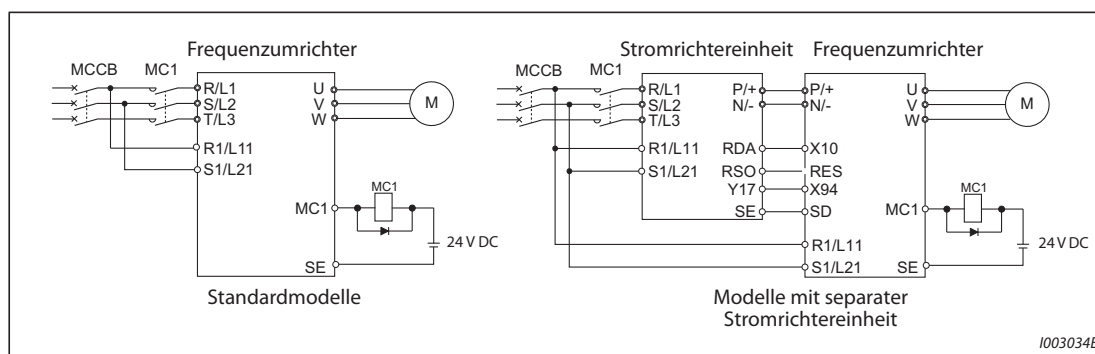 Frequenzumrichter
MCCB
MC1
R/L1
S/L2
T/L3
R1/L11
S1/L21
U
V
W
M
MC1
MC1
24 V DC
SE
Standardmodelle
Stromrichtereinheit
Frequenzumrichter
MCCB
MC1
R/L1
S/L2
T/L3
R1/L11
S1/L21
P/+
N/-
RDA
RSO
Y17
SE
P/+
N/-
X10
RES
X94
SD
R1/L11
S1/L21
U
V
W
M
MC1
MC1
24 V DC
SE
Modelle mit separater
Stromrichtereinheit
I003034E